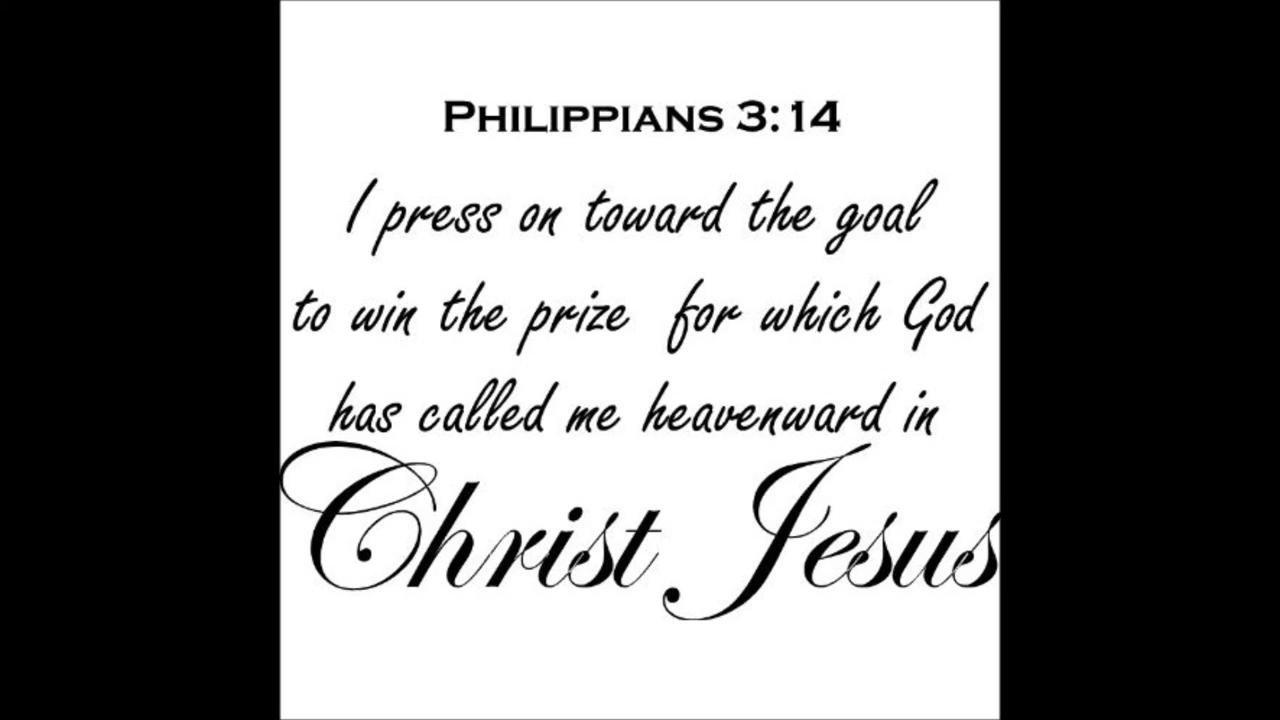 PHILIPPIANS 3:14
I press on toward the goal
to win the prize for which God
has called me heavenward in
Christ Jesus